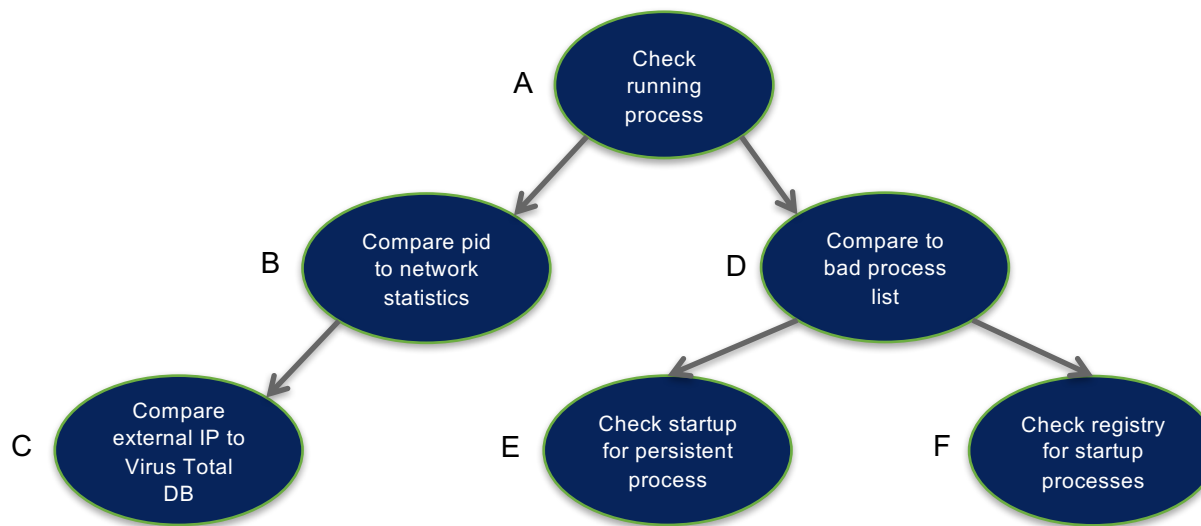 A
Check
running
process
B
Compare pid
to network
statistics
D
Compare to
bad process
list
C
Compare
external IP to
Virus Total
DB
E
Check startup
for persistent
process
F
Check registry
for startup
processes